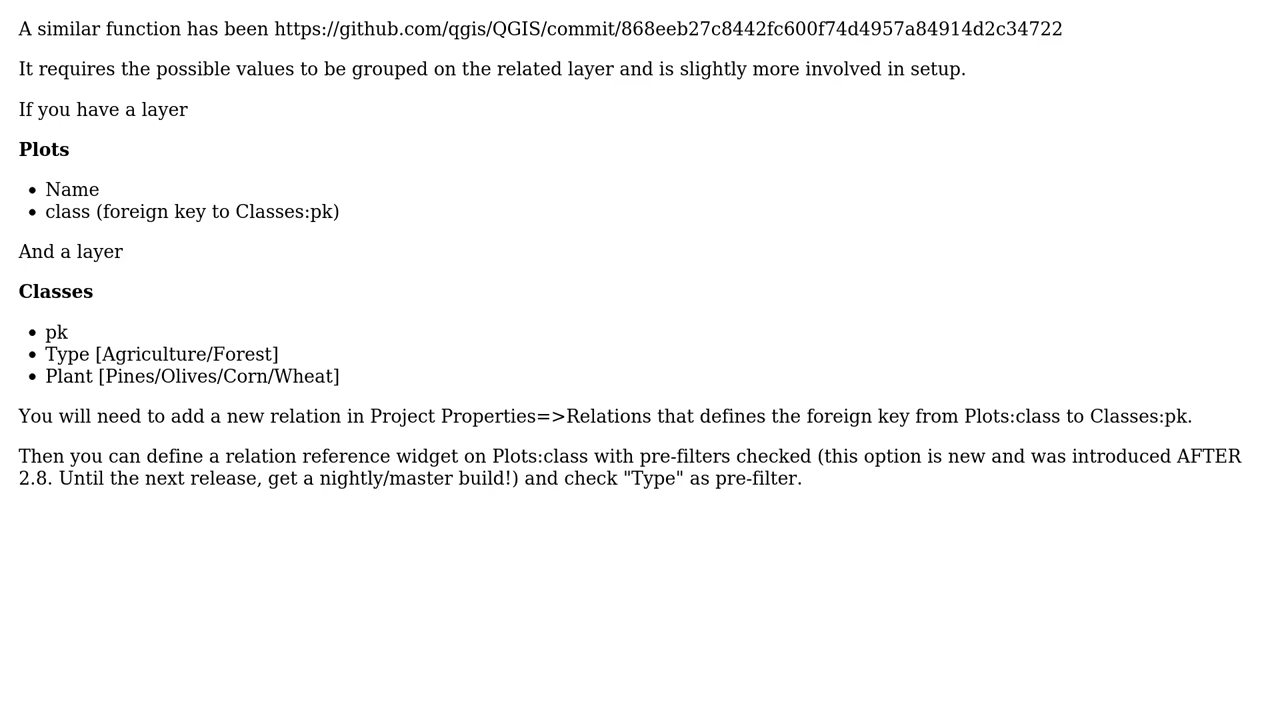 A similar function has been https://github.com/qgis/QGIS/commit/868eeb27c8442fc600f74d4957a84914d2c34722
It requires the possible values to be grouped on the related layer and is slightly more involved in setup.
If you have a layer
Plots
• Name
• class (foreign key to Classes:pk)
And a layer
Classes
• pk
• Type [Agriculture/Forest]
• Plant [Pines/Olives/Corn/Wheat]
You will need to add a new relation in Project Properties=>Relations that defines the foreign key from Plots:class to Classes:pk.
Then you can define a relation reference widget on Plots:class with pre-filters checked (this option is new and was introduced AFTER
2.8. Until the next release, get a nightly/master build!) and check "Type" as pre-filter.